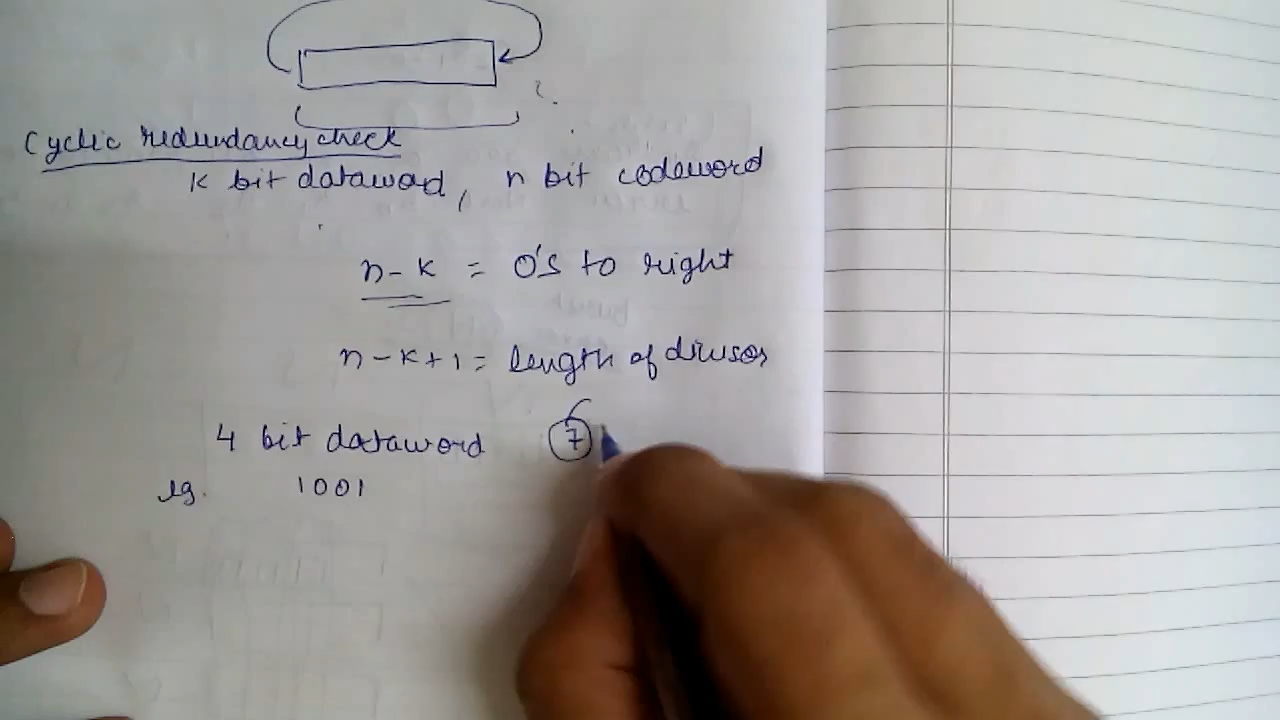 Cyclic redundancy check
k bit dataword, n bit codeword
n - k = 0's to right
n - k + 1 = length of divisor
4 bit dataword 7
eg. 1001